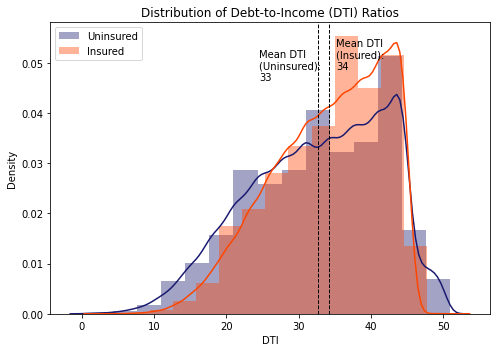 Distribution of Debt-to-Income (DTI) Ratios
Uninsured
Insured
Mean DTI
(Uninsured):
33
Mean DTI
(Insured):
34
Density
0.05
0.04
0.03
0.02
0.01
0.00
0 10 20 30 40 50
DTI